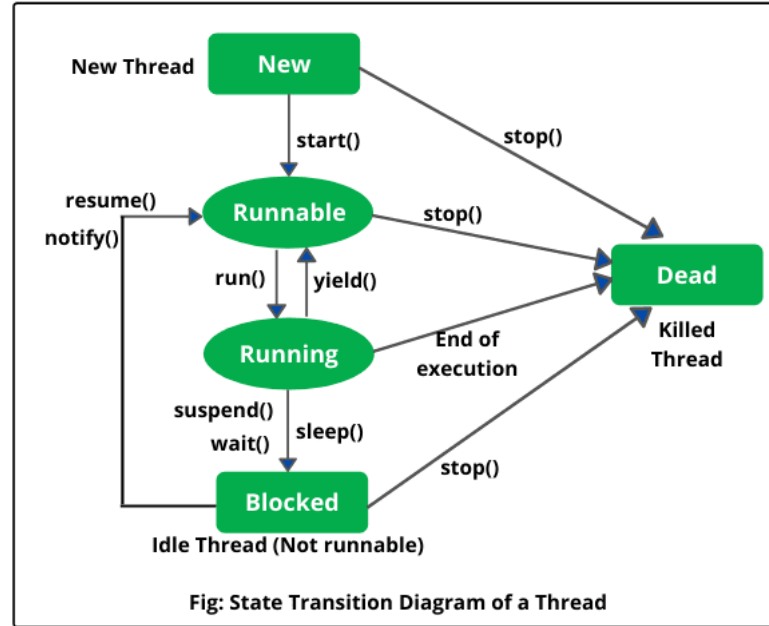 New Thread
New
start()
stop()
resume()
notify()
Runnable
stop()
Dead
Killed
Thread
run()
yield()
Running
End of
execution
suspend()
wait()
sleep()
stop()
Blocked
Idle Thread (Not runnable)
Fig: State Transition Diagram of a Thread